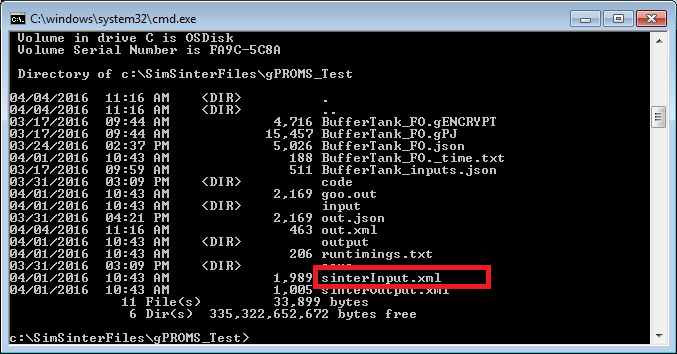 C:\windows\system32\cmd.exe
Volume in drive C is OSDisk
Volume Serial Number is FA9C-5C8A
Directory of c:\SimSinterFiles\gPROMS_Test
04/04/2016 11:16 AM <DIR> .
04/04/2016 11:16 AM <DIR> ..
03/17/2016 09:44 AM 4,716 BufferTank_FO.gENCRYPT
03/17/2016 09:44 AM 15,457 BufferTank_FO.gPJ
03/24/2016 02:37 PM 5,026 BufferTank_FO.json
04/01/2016 10:43 AM 188 BufferTank_FO._time.txt
03/17/2016 09:59 AM 511 BufferTank_inputs.json
03/31/2016 03:09 PM <DIR> code
04/01/2016 10:43 AM 2,169 goo.out
04/01/2016 10:43 AM <DIR> input
03/31/2016 04:21 PM 2,169 out.json
04/04/2016 11:16 AM 463 out.xml
04/01/2016 10:43 AM <DIR> output
04/01/2016 10:43 AM 206 runtimings.txt
03/31/2016 03:09 PM <DIR>
04/01/2016 10:43 AM 1,989 sinterInput.xml
04/01/2016 10:43 AM 1,005 sinterOutput.xml
11 File(s) 33,899 bytes
6 Dir(s) 335,322,652,672 bytes free
c:\SimSinterFiles\gPROMS_Test>